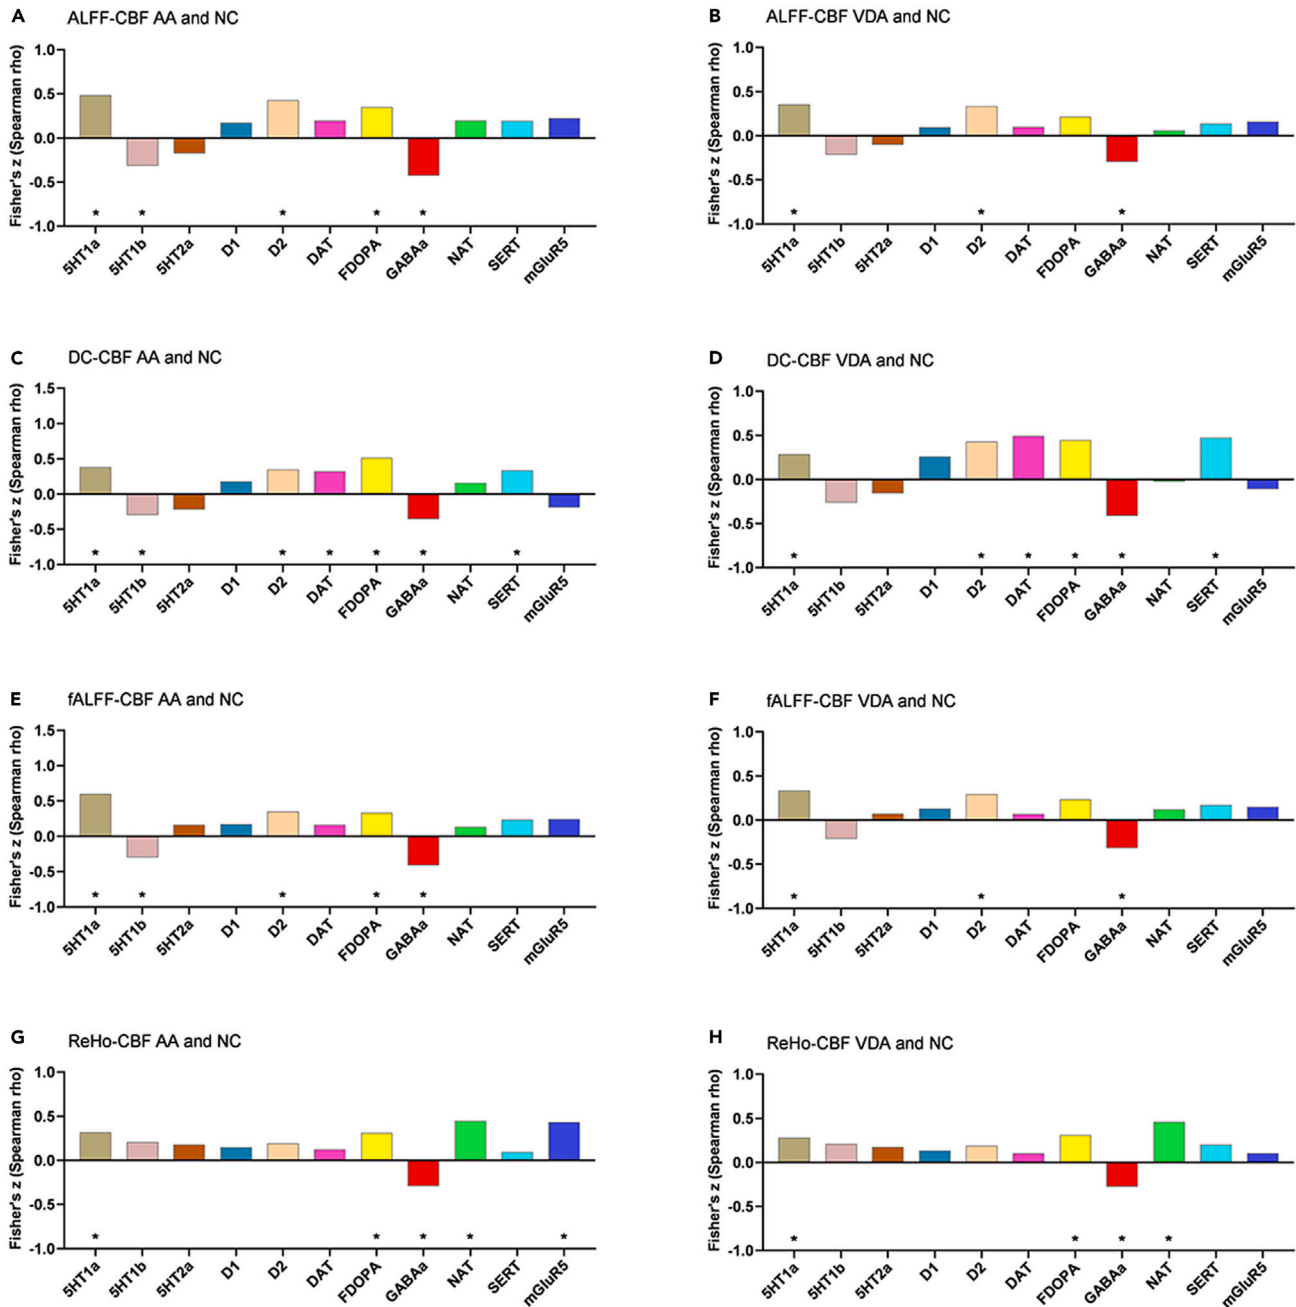 A ALFF-CBF AA and NC
Fisher's z (Spearman rho)
1.0
0.5
0.0
-0.5
-1.0
* * * * *
5HT1a 5HT1b 5HT2a D1 D2 DAT FDOPA GABAa NAT SERT mGluR5
B ALFF-CBF VDA and NC
Fisher's z (Spearman rho)
1.0
0.5
0.0
-0.5
-1.0
* * *
5HT1a 5HT1b 5HT2a D1 D2 DAT FDOPA GABAa NAT SERT mGluR5
C DC-CBF AA and NC
Fisher's z (Spearman rho)
1.5
1.0
0.5
0.0
-0.5
-1.0
* * * * * * *
5HT1a 5HT1b 5HT2a D1 D2 DAT FDOPA GABAa NAT SERT mGluR5
D DC-CBF VDA and NC
Fisher's z (Spearman rho)
1.0
0.5
0.0
-0.5
-1.0
* * * * * *
5HT1a 5HT1b 5HT2a D1 D2 DAT FDOPA GABAa NAT SERT mGluR5
E fALFF-CBF AA and NC
Fisher's z (Spearman rho)
1.5
1.0
0.5
0.0
-0.5
-1.0
* * * * *
5HT1a 5HT1b 5HT2a D1 D2 DAT FDOPA GABAa NAT SERT mGluR5
F fALFF-CBF VDA and NC
Fisher's z (Spearman rho)
1.0
0.5
0.0
-0.5
-1.0
* * *
5HT1a 5HT1b 5HT2a D1 D2 DAT FDOPA GABAa NAT SERT mGluR5
G ReHo-CBF AA and NC
Fisher's z (Spearman rho)
1.0
0.5
0.0
-0.5
-1.0
* * * * *
5HT1a 5HT1b 5HT2a D1 D2 DAT FDOPA GABAa NAT SERT mGluR5
H ReHo-CBF VDA and NC
Fisher's z (Spearman rho)
1.0
0.5
0.0
-0.5
-1.0
* * * *
5HT1a 5HT1b 5HT2a D1 D2 DAT FDOPA GABAa NAT SERT mGluR5